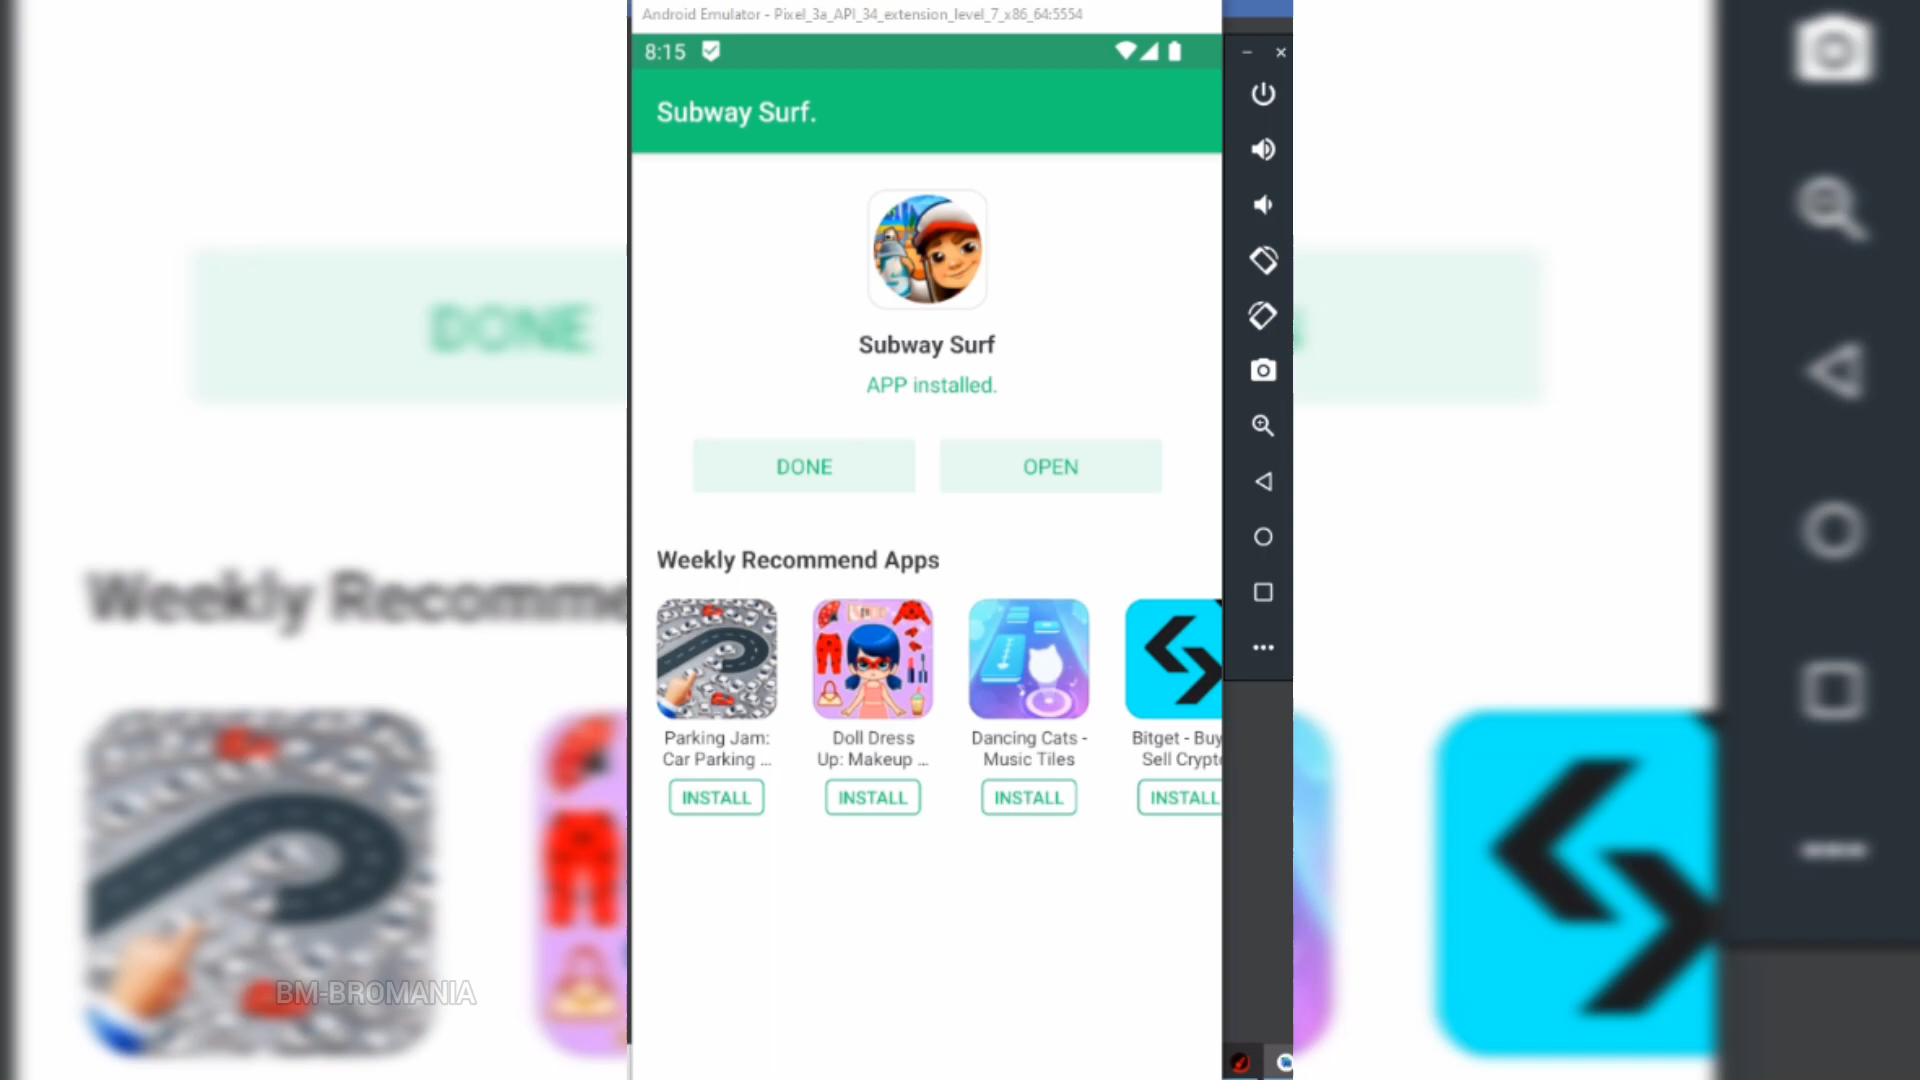 Android Emulator - Pixel_3a_API_34_extension_level_7_x86_64:5554
8:15
Subway Surf.
Subway Surf
APP installed.
DONE
OPEN
DONE
Weekly Recommend Apps
Weekly Recomme
Parking Jam:
Car Parking ...
Doll Dress
Up: Makeup ...
Dancing Cats -
Music Tiles
Bitget - Buy
Sell Crypto
INSTALL
INSTALL
INSTALL
INSTALL
BM-BROMANIA